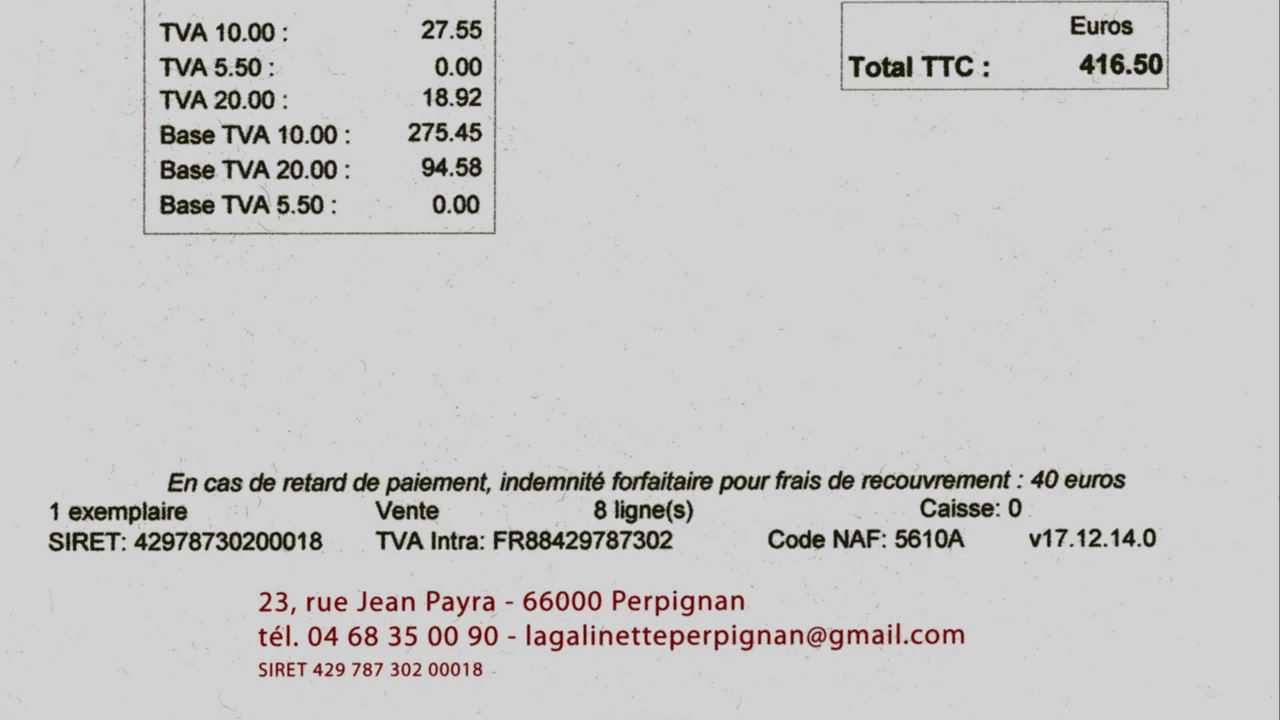 TVA 10.00 : 27.55
TVA 5.50 : 0.00
TVA 20.00 : 18.92
Base TVA 10.00 : 275.45
Base TVA 20.00 : 94.58
Base TVA 5.50 : 0.00
Euros
Total TTC : 416.50
En cas de retard de paiement, indemnité forfaitaire pour frais de recouvrement : 40 euros
1 exemplaire Vente 8 ligne(s) Caisse: 0
SIRET: 42978730200018 TVA Intra: FR88429787302 Code NAF: 5610A v17.12.14.0
23, rue Jean Payra - 66000 Perpignan
tél. 04 68 35 00 90 - lagalinetteperpignan@gmail.com
SIRET 429 787 302 00018